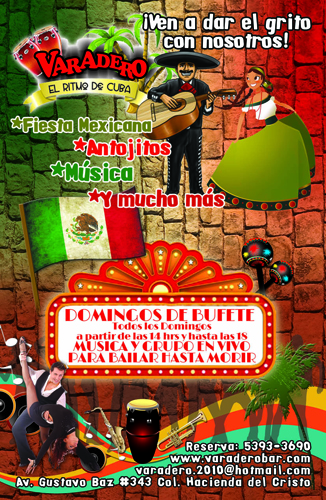 ¡Ven a dar el grito
con nosotros!
VARADERO
EL RITMO DE CUBA
*Fiesta Mexicana
*Antojitos
*Música
*Y mucho más
DOMINGOS DE BUFETE
Todos los Domingos
a partir de las 14 hrs y hasta las 18
MUSICA Y GRUPO EN VIVO
PARA BAILAR HASTA MORIR
Reserva: 5393-3690
www.varaderobar.com
varadero.2010@hotmail.com
Av. Gustavo Baz #343 Col. Hacienda del Cristo